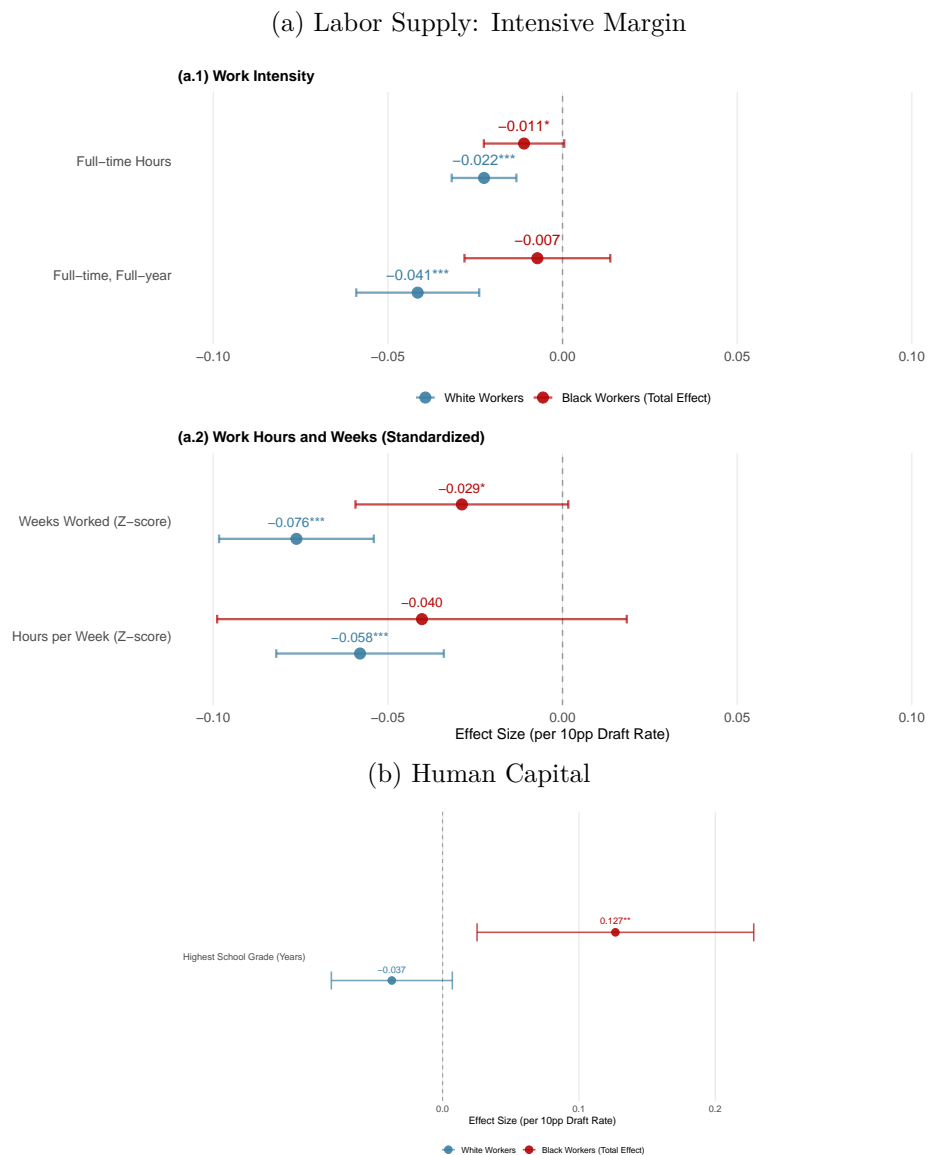 (a) Labor Supply: Intensive Margin
(a.1) Work Intensity
−0.011*
Full−time Hours
−0.022***
−0.007
Full−time, Full−year
−0.041***
−0.10 −0.05 0.00 0.05 0.10
White Workers Black Workers (Total Effect)
(a.2) Work Hours and Weeks (Standardized)
−0.029*
Weeks Worked (Z−score)
−0.076***
−0.040
Hours per Week (Z−score)
−0.058***
−0.10 −0.05 0.00 0.05 0.10
Effect Size (per 10pp Draft Rate)
(b) Human Capital
0.127**
Highest School Grade (Years)
−0.037
0.0 0.1 0.2
Effect Size (per 10pp Draft Rate)
White Workers Black Workers (Total Effect)